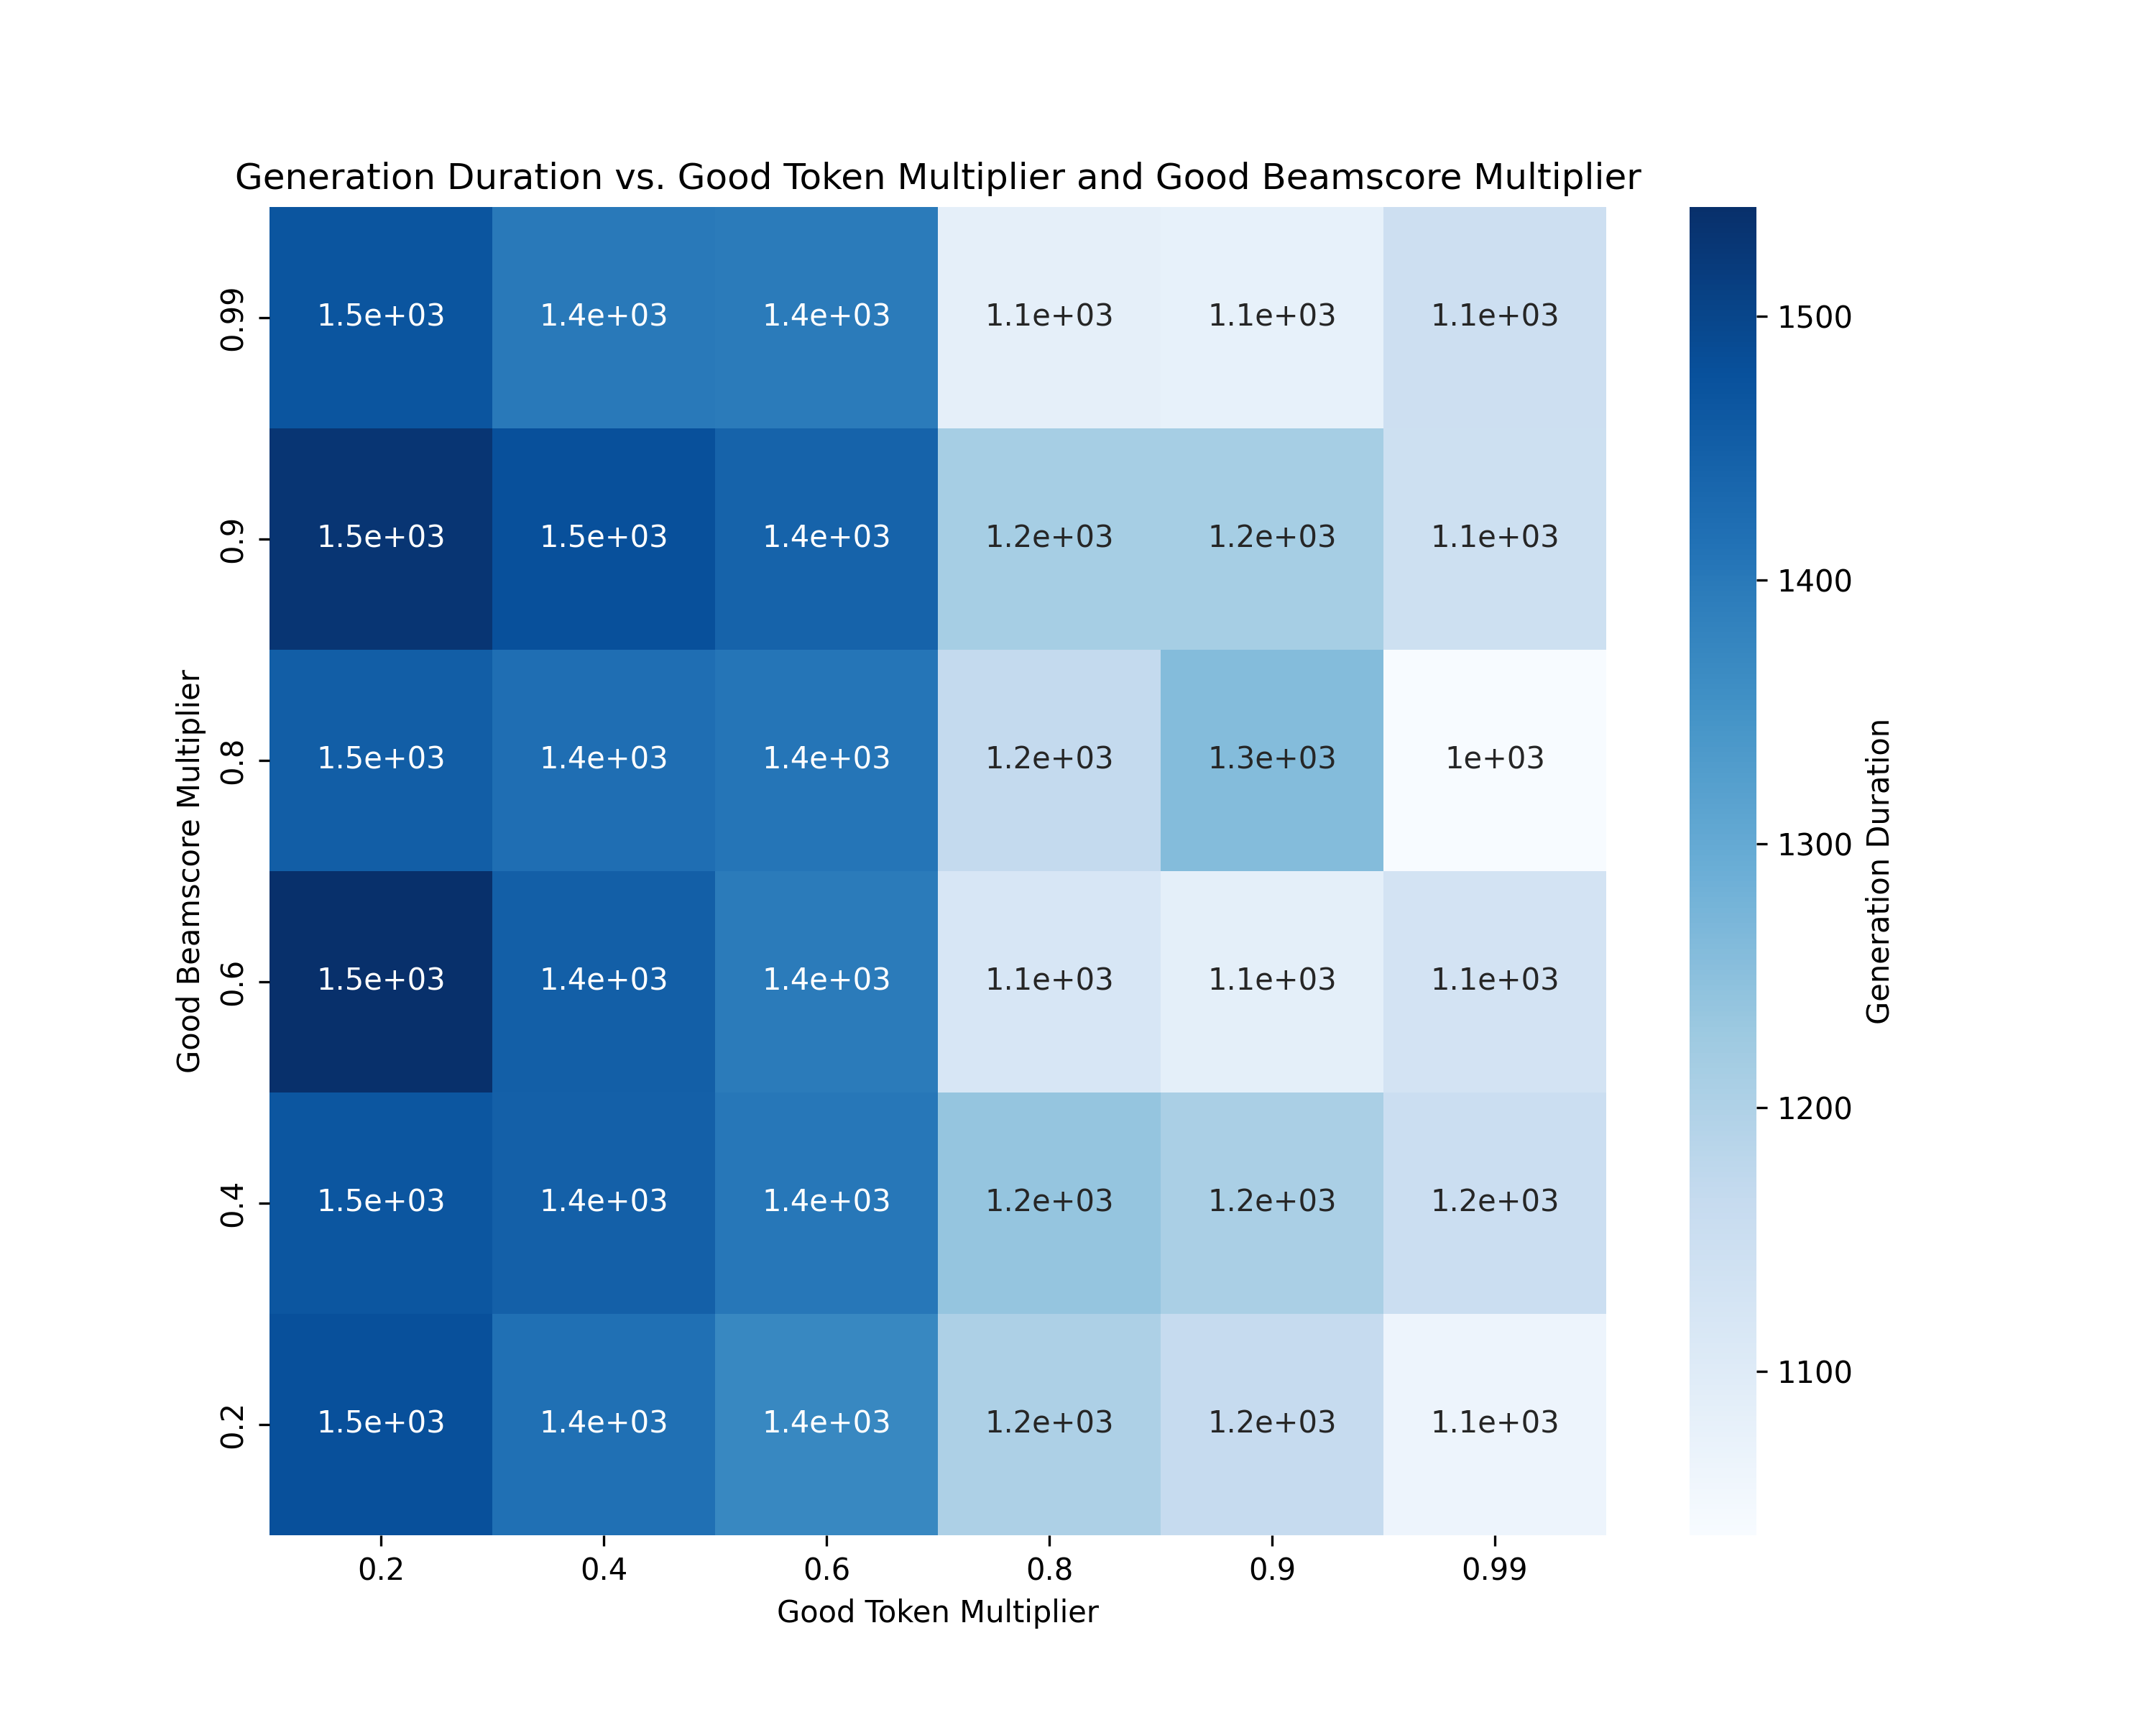 Generation Duration vs. Good Token Multiplier and Good Beamscore Multiplier
0.99 1.5e+03 1.4e+03 1.4e+03 1.1e+03 1.1e+03 1.1e+03
0.9 1.5e+03 1.5e+03 1.4e+03 1.2e+03 1.2e+03 1.1e+03
0.8 1.5e+03 1.4e+03 1.4e+03 1.2e+03 1.3e+03 1e+03
0.6 1.5e+03 1.4e+03 1.4e+03 1.1e+03 1.1e+03 1.1e+03
0.4 1.5e+03 1.4e+03 1.4e+03 1.2e+03 1.2e+03 1.2e+03
0.2 1.5e+03 1.4e+03 1.4e+03 1.2e+03 1.2e+03 1.1e+03
Good Beamscore Multiplier
0.2 0.4 0.6 0.8 0.9 0.99
Good Token Multiplier
1500
1400
1300
1200
1100
Generation Duration